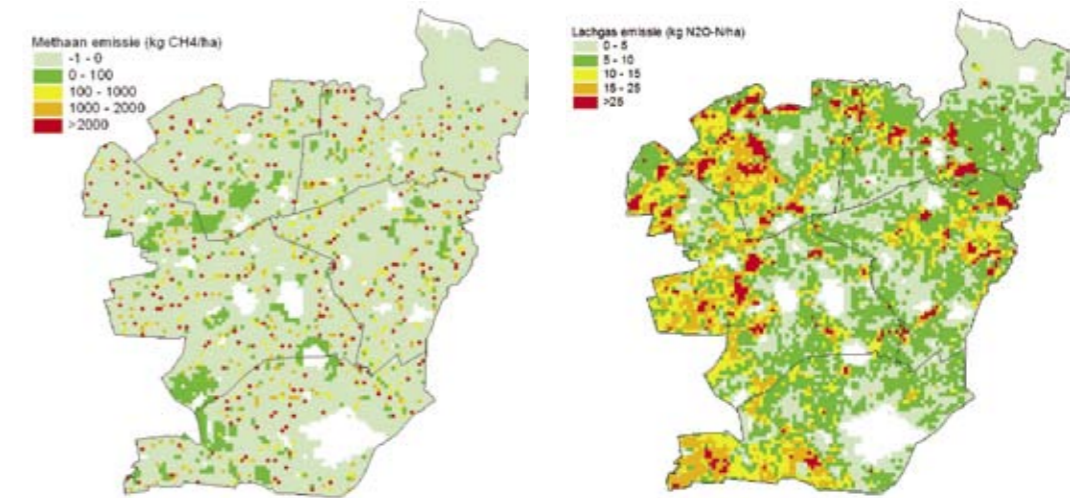 Methaan emissie (kg CH4/ha)
-1 - 0
0 - 100
100 - 1000
1000 - 2000
>2000
Lachgas emissie (kg N2O-N/ha)
0 - 5
5 - 10
10 - 15
15 - 25
>25